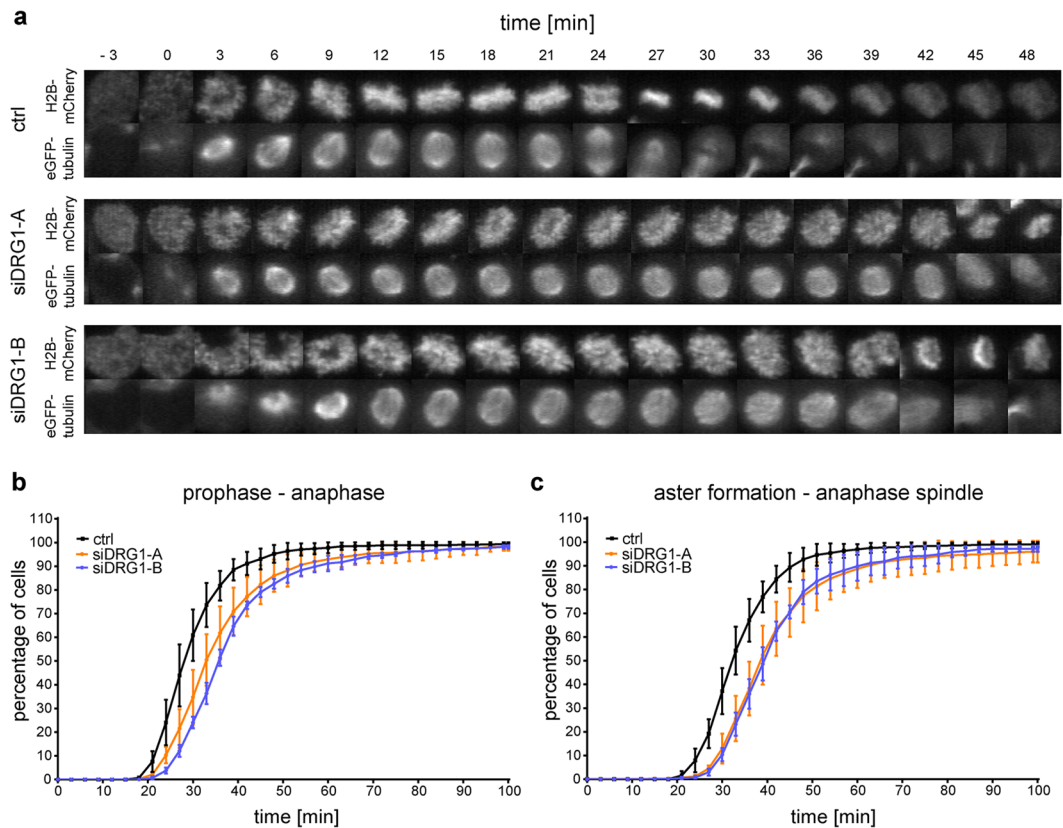 a
time [min]
- 3 0 3 6 9 12 15 18 21 24 27 30 33 36 39 42 45 48
ctrl
H2B-
mCherry
eGFP-
tubulin
siDRG1-A
H2B-
mCherry
eGFP-
tubulin
siDRG1-B
H2B-
mCherry
eGFP-
tubulin
b
prophase - anaphase
percentage of cells
110
100
90
80
70
60
50
40
30
20
10
0
ctrl
siDRG1-A
siDRG1-B
0 10 20 30 40 50 60 70 80 90 100
time [min]
c
aster formation - anaphase spindle
percentage of cells
110
100
90
80
70
60
50
40
30
20
10
0
ctrl
siDRG1-A
siDRG1-B
0 10 20 30 40 50 60 70 80 90 100
time [min]